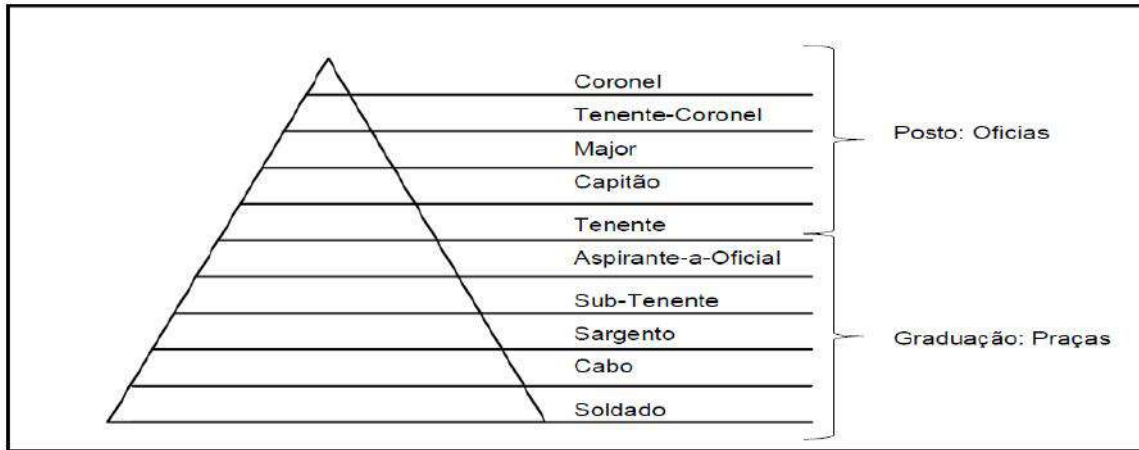 Coronel
Tenente-Coronel
Posto: Oficias
Major
Capitão
Tenente
Aspirante-a-Oficial
Sub-Tenente
Sargento
Graduação: Praças
Cabo
Soldado